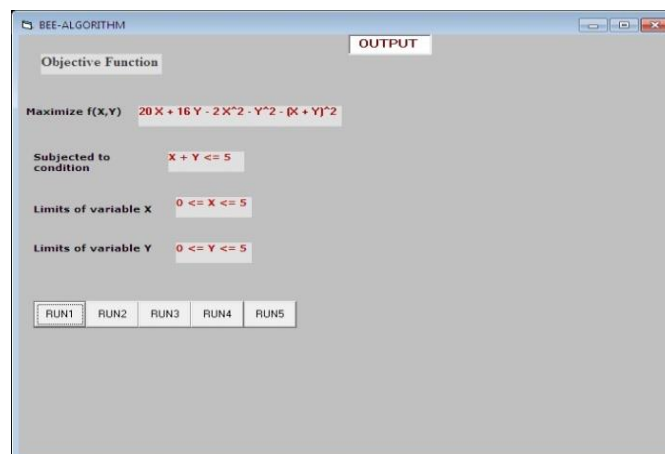 BEE-ALGORITHM
OUTPUT
Objective Function
Maximize f(X,Y) 20 X + 16 Y - 2 X^2 - Y^2 - (X + Y)^2
Subjected to
condition
X + Y <= 5
Limits of variable X 0 <= X <= 5
Limits of variable Y 0 <= Y <= 5
RUN1 RUN2 RUN3 RUN4 RUN5